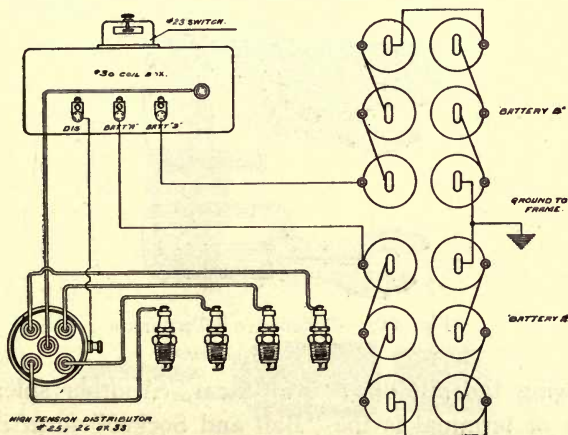 #23 SWITCH.
#30 COIL BOX.
DIS
BATT"A"
BATT"B"
"BATTERY B"
GROUND TO
FRAME.
"BATTERY A"
HIGH TENSION DISTRIBUTOR
#25, 26 OR 33